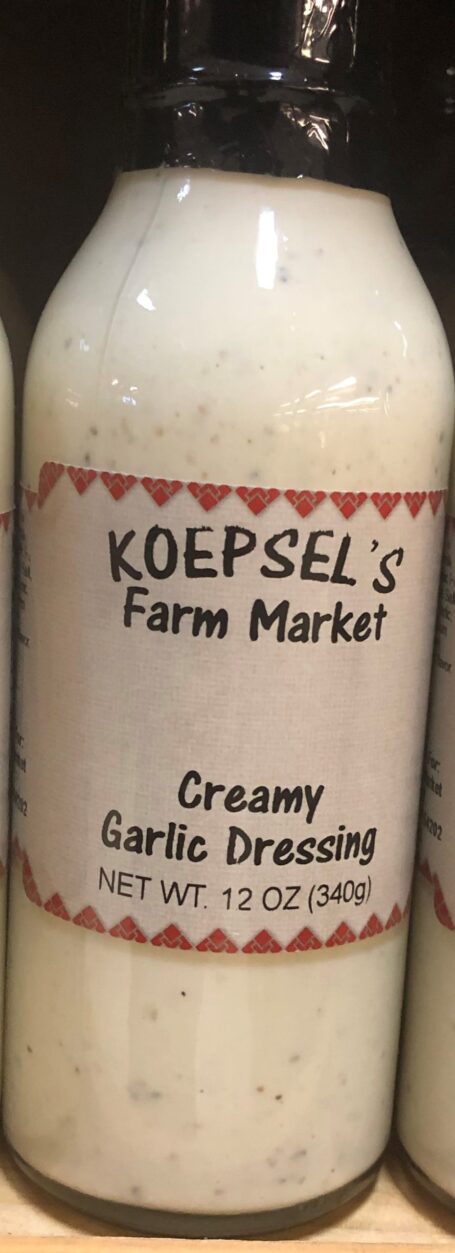 KOEPSEL'S
Farm Market
Creamy
Garlic Dressing
NET WT. 12 OZ (340g)